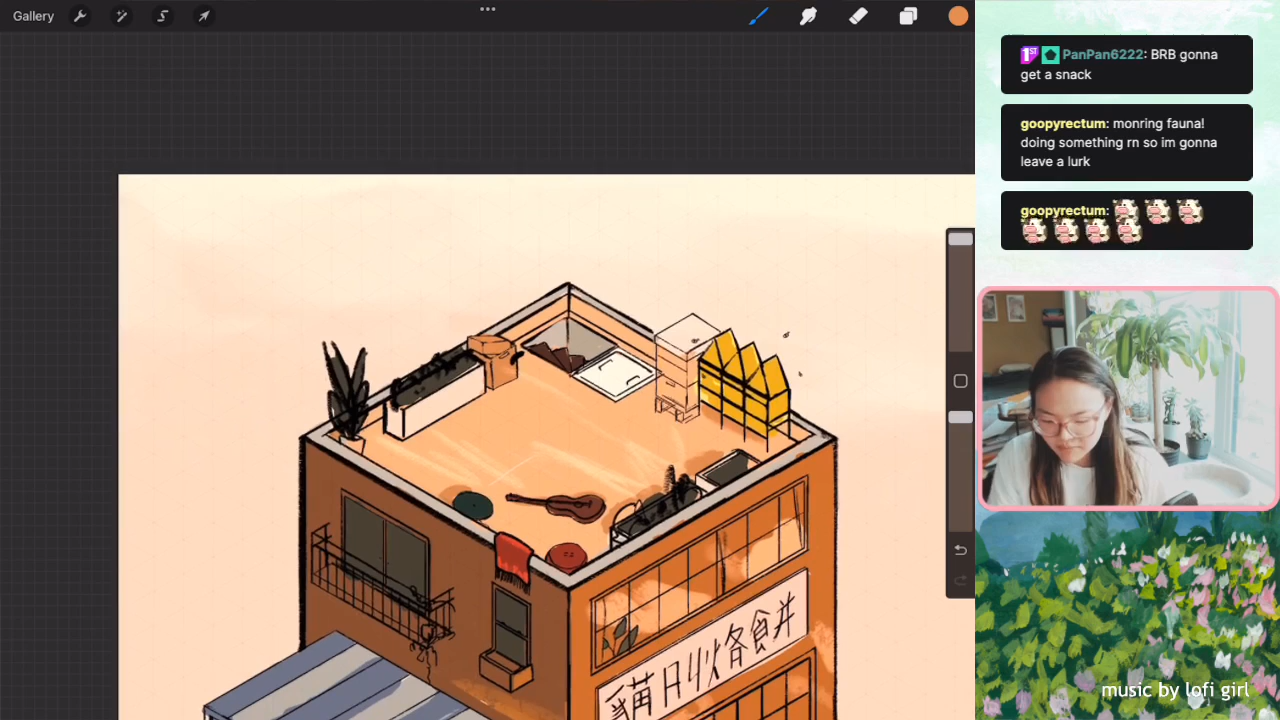 Gallery
1ST PanPan6222: BRB gonna
get a snack
goopyrectum: monring fauna!
doing something rn so im gonna
leave a lurk
goopyrectum:
music by lofi girl